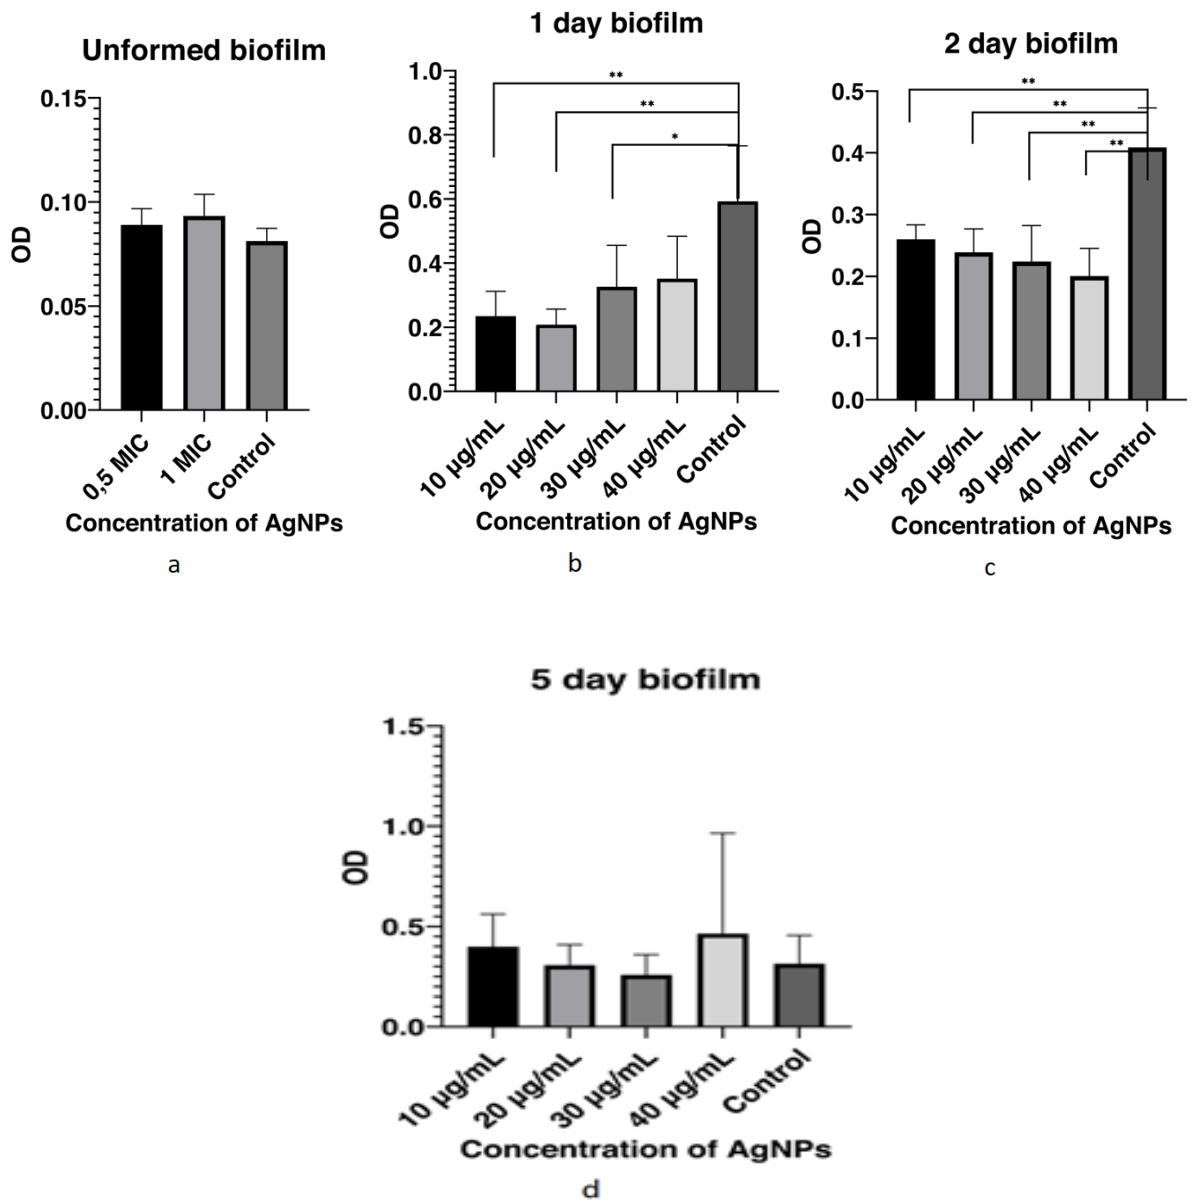 Unformed biofilm
0.15
0.10
0.05
0.00
OD
0,5 MIC
1 MIC
Control
Concentration of AgNPs
a
1 day biofilm
1.0
0.8
0.6
0.4
0.2
0.0
OD
**
**
*
10 µg/mL
20 µg/mL
30 µg/mL
40 µg/mL
Control
Concentration of AgNPs
b
2 day biofilm
0.5
0.4
0.3
0.2
0.1
0.0
OD
**
**
**
**
10 µg/mL
20 µg/mL
30 µg/mL
40 µg/mL
Control
Concentration of AgNPs
c
5 day biofilm
1.5
1.0
0.5
0.0
OD
10 µg/mL
20 µg/mL
30 µg/mL
40 µg/mL
Control
Concentration of AgNPs
d